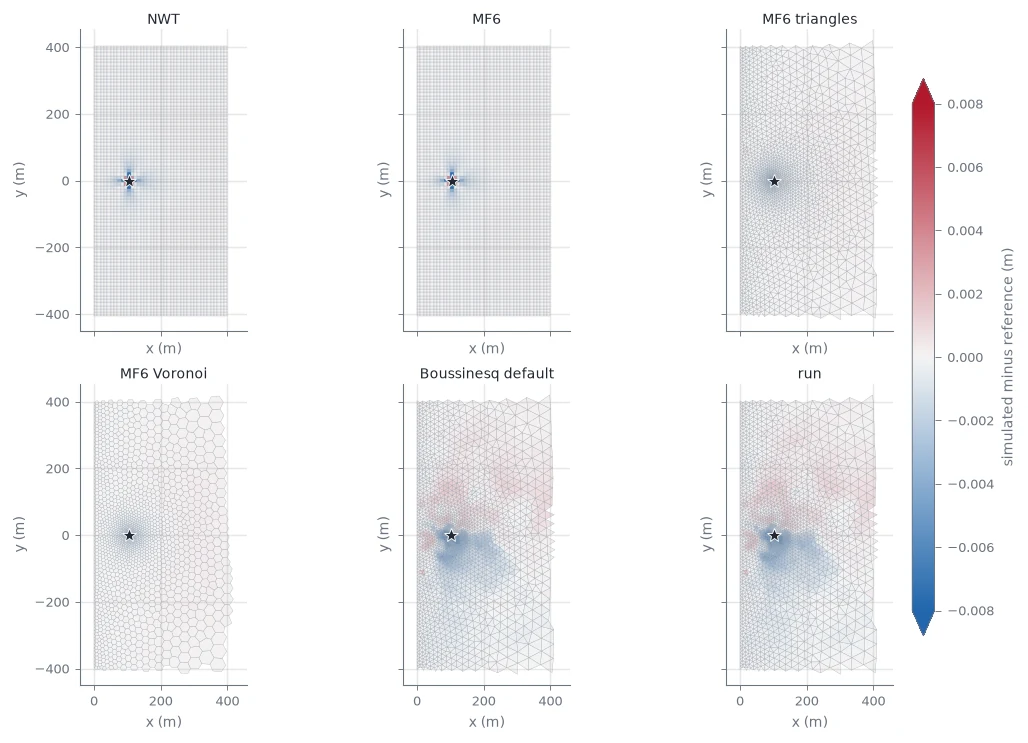 NWT
MF6
MF6 triangles
400
200
0
−200
−400
y (m)
x (m)
y (m)
x (m)
y (m)
x (m)
MF6 Voronoi
Boussinesq default
run
400
200
0
−200
−400
y (m)
0 200 400
x (m)
y (m)
0 200 400
x (m)
y (m)
0 200 400
x (m)
0.008
0.006
0.004
0.002
0.000
−0.002
−0.004
−0.006
−0.008
simulated minus reference (m)